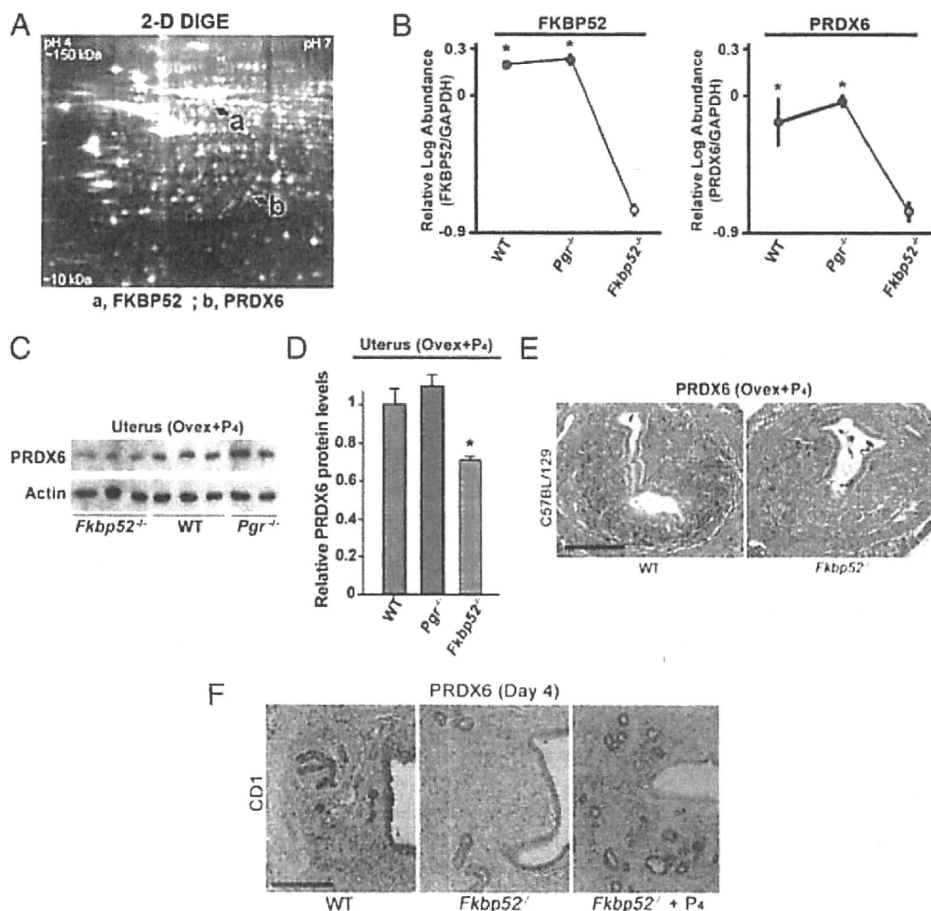 A
2-D DIGE
pH 4
pH 7
~150 kDa
a
b
~10 kDa
a, FKBP52 ; b, PRDX6
B
FKBP52
Relative Log Abundance
(FKBP52/GAPDH)
0.3
0
-0.9
* *
WT
Pgr-/-
Fkbp52-/-
PRDX6
Relative Log Abundance
(PRDX6/GAPDH)
0.3
0
-0.9
* *
WT
Pgr-/-
Fkbp52-/-
C
Uterus (Ovex+P₄)
PRDX6
Actin
Fkbp52-/-
WT
Pgr-/-
D
Uterus (Ovex+P₄)
Relative PRDX6 protein levels
1
0.8
0.6
0.4
0.2
0
*
WT
Pgr-/-
Fkbp52-/-
E
PRDX6 (Ovex+P₄)
C57BL/129
WT
Fkbp52-/-
F
PRDX6 (Day 4)
CD1
WT
Fkbp52-/-
Fkbp52-/- + P₄